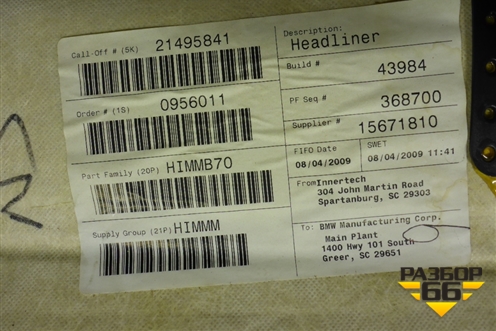 Call-Off # (5K) 21495841
Order # (1S) 0956011
Part Family (20P) HIMMB70
Supply Group (21P) HIMMM
Description:
Headliner
Build # 43984
PF Seq # 368700
Supplier # 15671810
FIFO Date
08/04/2009
SWET
08/04/2009 11:41
From Innertech
304 John Martin Road
Spartanburg, SC 29303
To: BMW Manufacturing Corp.
Main Plant
1400 Hwy 101 South
Greer, SC 29651
РАЗБОР
66